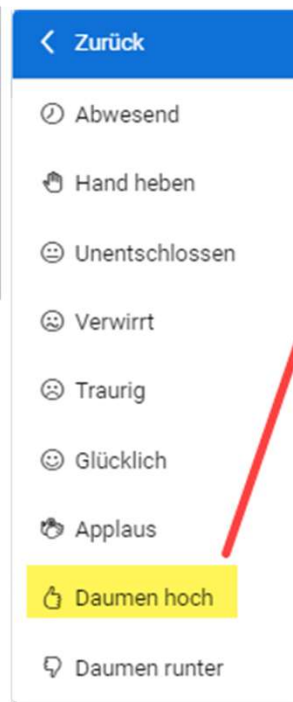 Zurück
Abwesend
Hand heben
Unentschlossen
Verwirrt
Traurig
Glücklich
Applaus
Daumen hoch
Daumen runter